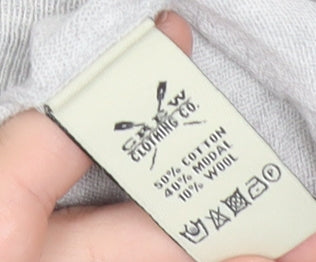 CREW
CLOTHING CO.
50% COTTON
40% MODAL
10% WOOL